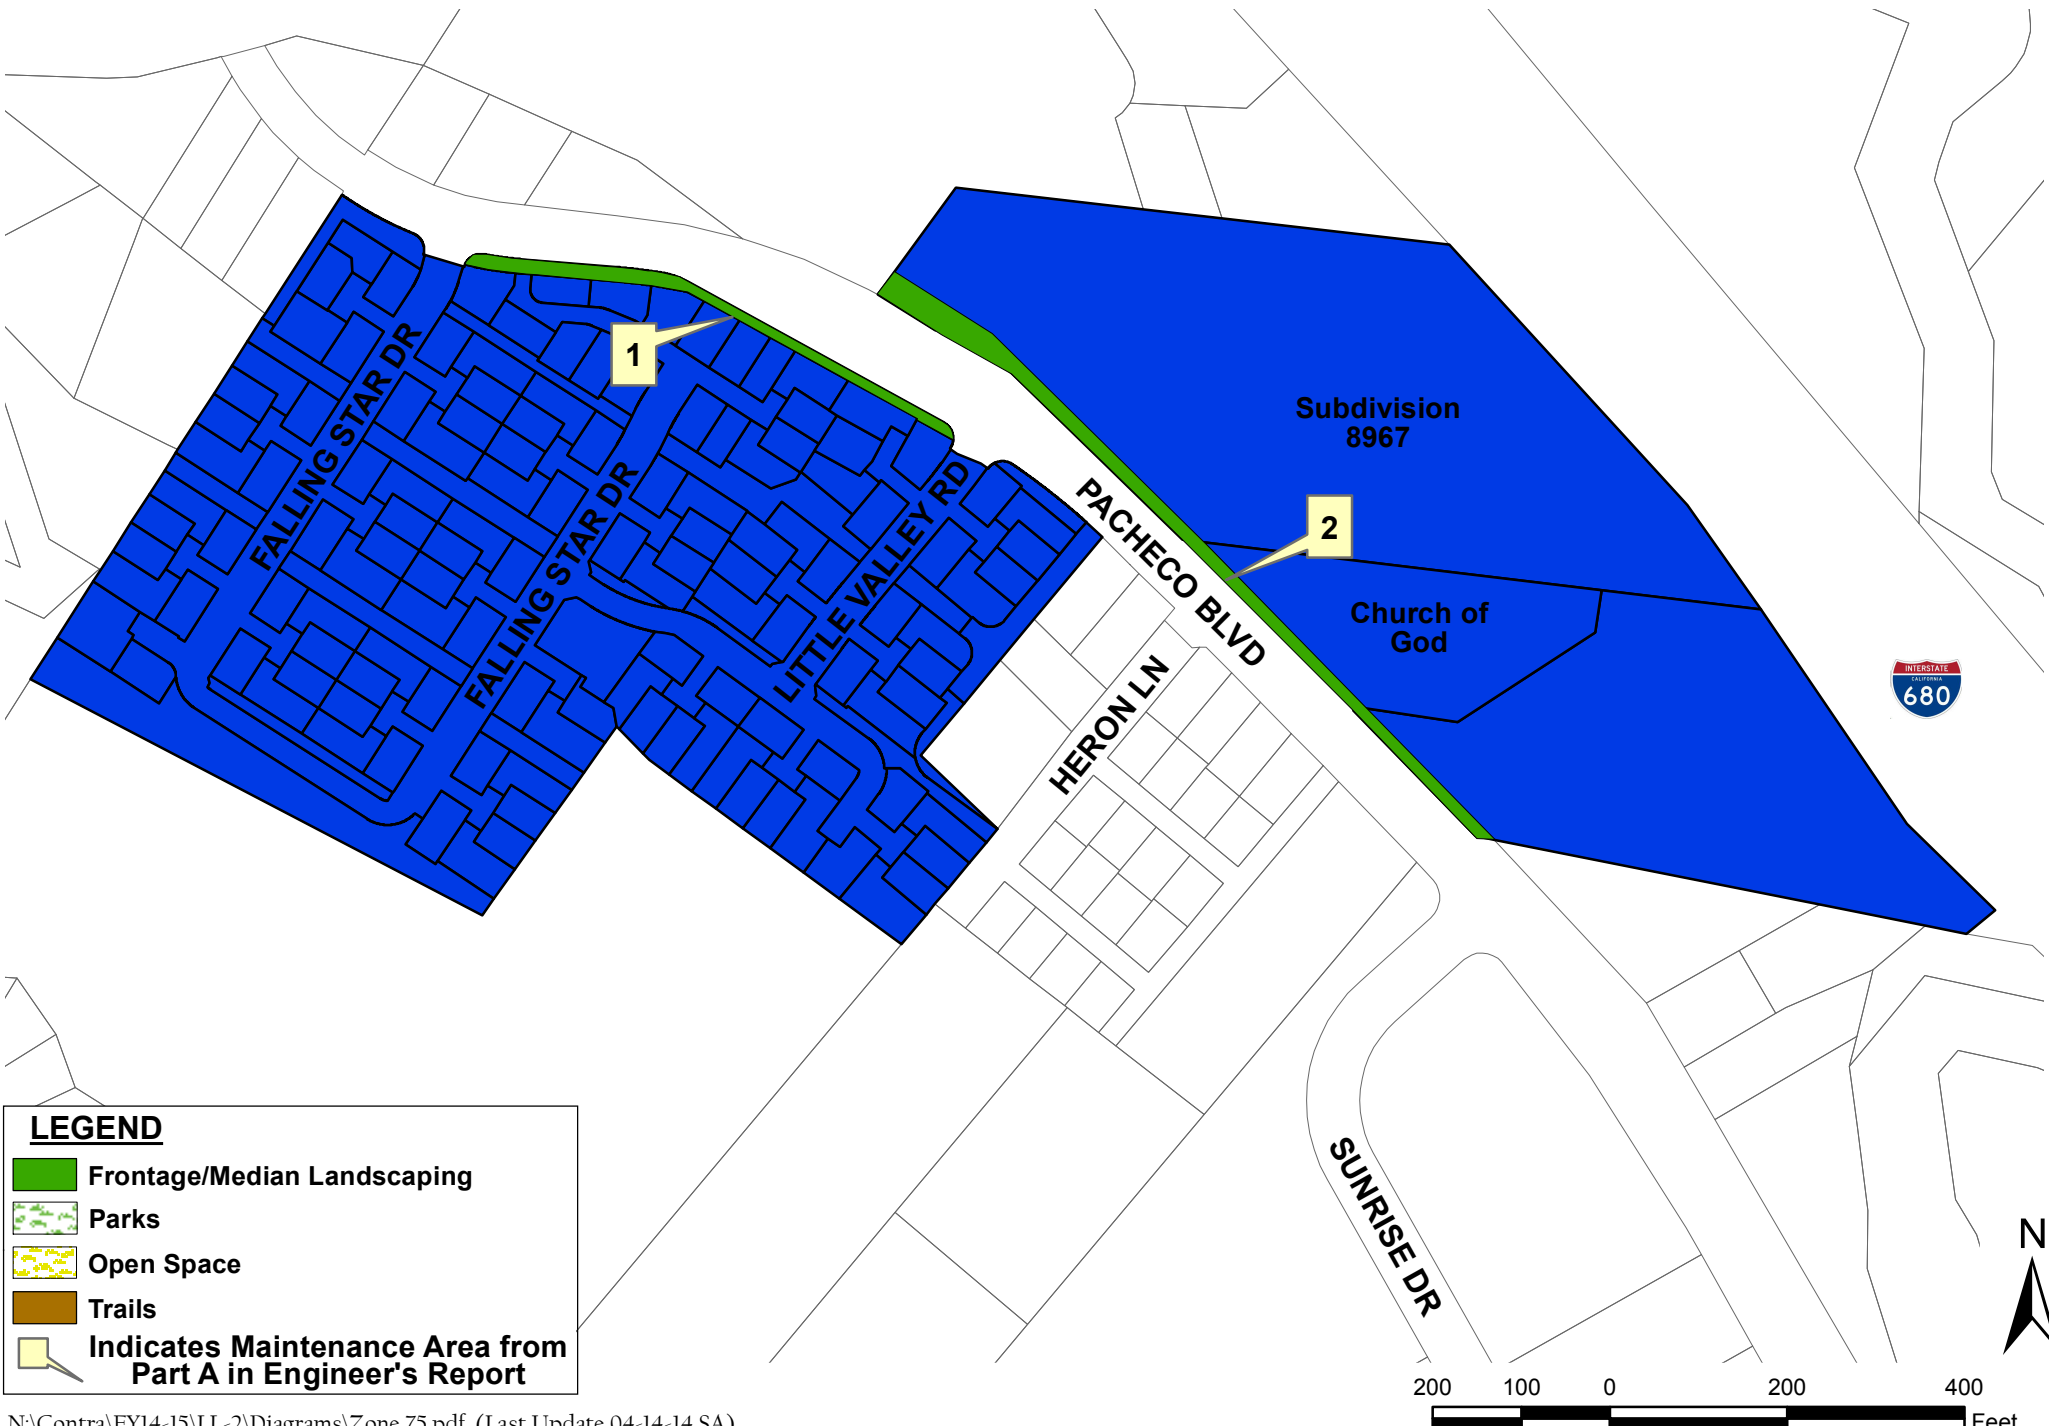 1
2
Subdivision
8967
Church of
God
FALLING STAR DR
FALLING STAR DR
LITTLE VALLEY RD
PACHECO BLVD
HERON LN
SUNRISE DR
INTERSTATE
CALIFORNIA
680
LEGEND
Frontage/Median Landscaping
Parks
Open Space
Trails
Indicates Maintenance Area from
Part A in Engineer's Report
N
200 100 0 200 400
Feet
N:\Contra\FY14-15\LL-2\Diagrams\Zone 75.pdf (Last Update 04-14-14 SA)